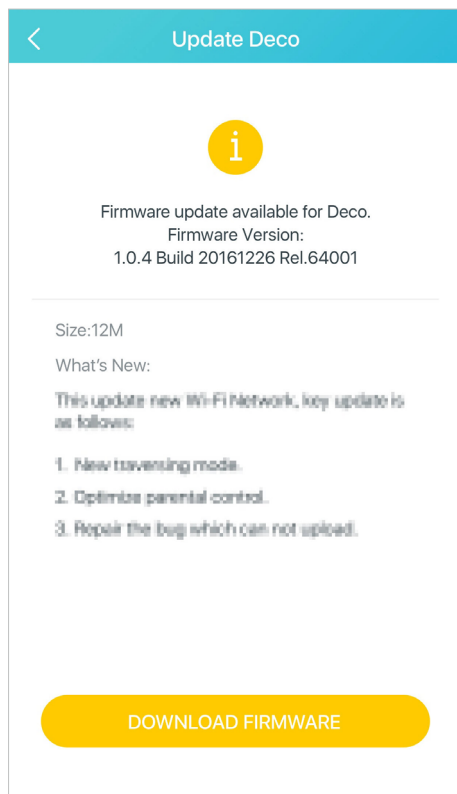 Update Deco
i
Firmware update available for Deco.
Firmware Version:
1.0.4 Build 20161226 Rel.64001
Size:12M
What's New:
This update new Wi-Fi Network, key update is
as follows:
1. New traversing mode.
2. Optimize parental control.
3. Repair the bug which can not upload.
DOWNLOAD FIRMWARE